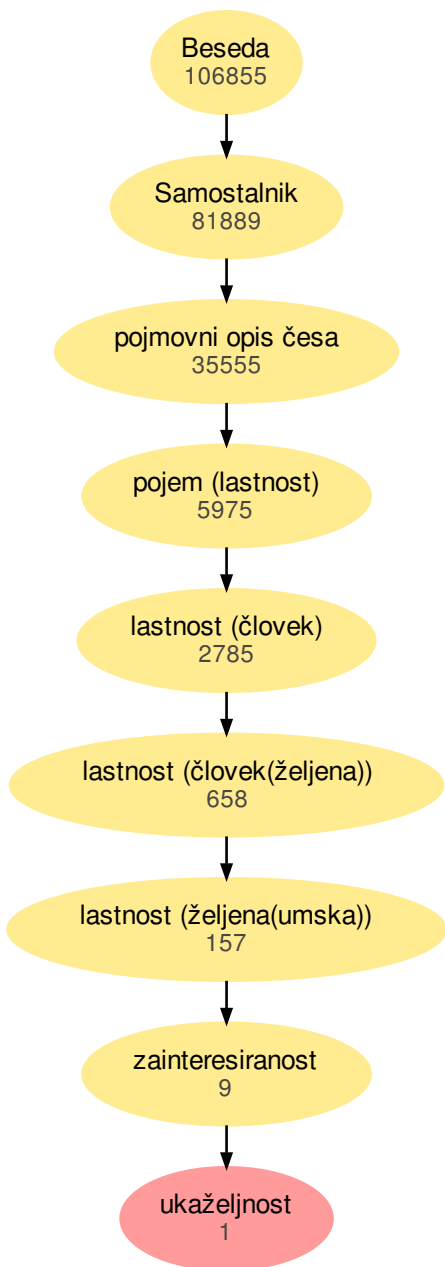 Beseda
106855
Samostalnik
81889
pojmovni opis česa
35555
pojem (lastnost)
5975
lastnost (človek)
2785
lastnost (človek(željena))
658
lastnost (željena(umska))
157
zainteresiranost
9
ukaželjnost
1